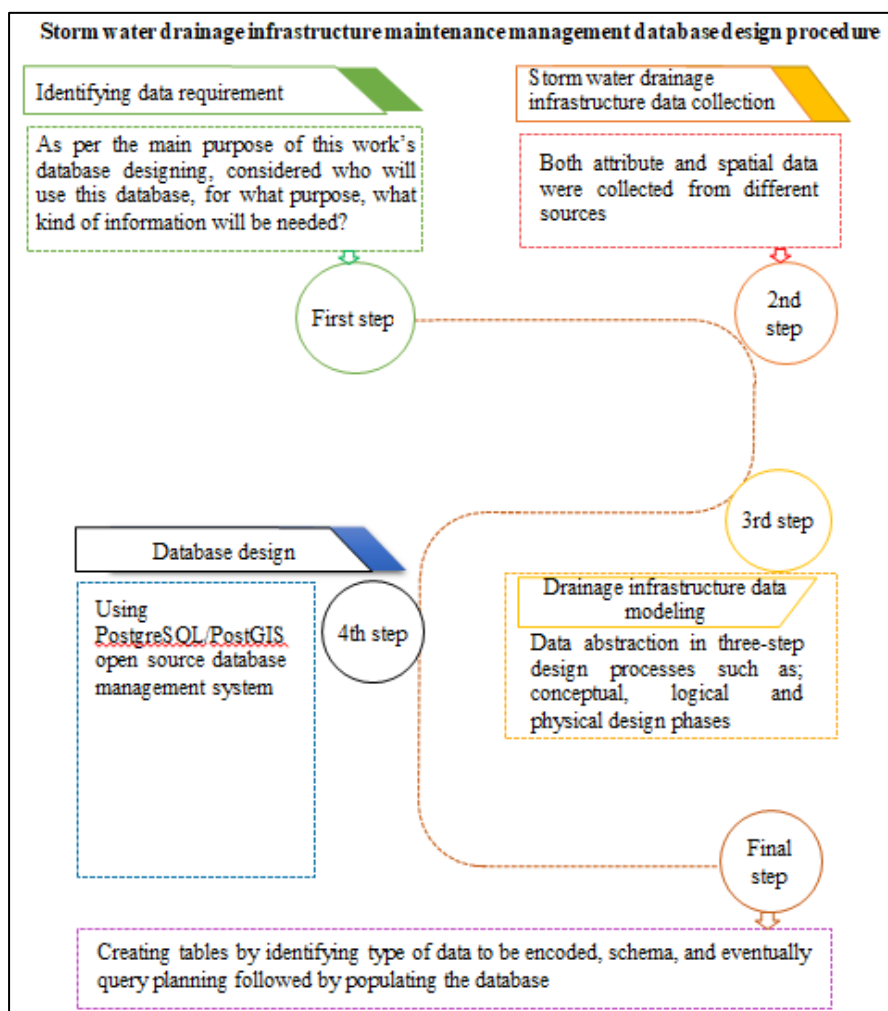 Storm water drainage infrastructure maintenance management database design procedure
Identifying data requirement
As per the main purpose of this work's
database designing, considered who will
use this database, for what purpose, what
kind of information will be needed?
First step
Storm water drainage
infrastructure data collection
Both attribute and spatial data
were collected from different
sources
2nd
step
3rd step
Drainage infrastructure data
modeling
Data abstraction in three-step
design processes such as;
conceptual, logical and
physical design phases
Database design
Using
PostgreSQL/PostGIS
open source database
management system
4th step
Final
step
Creating tables by identifying type of data to be encoded, schema, and eventually
query planning followed by populating the database